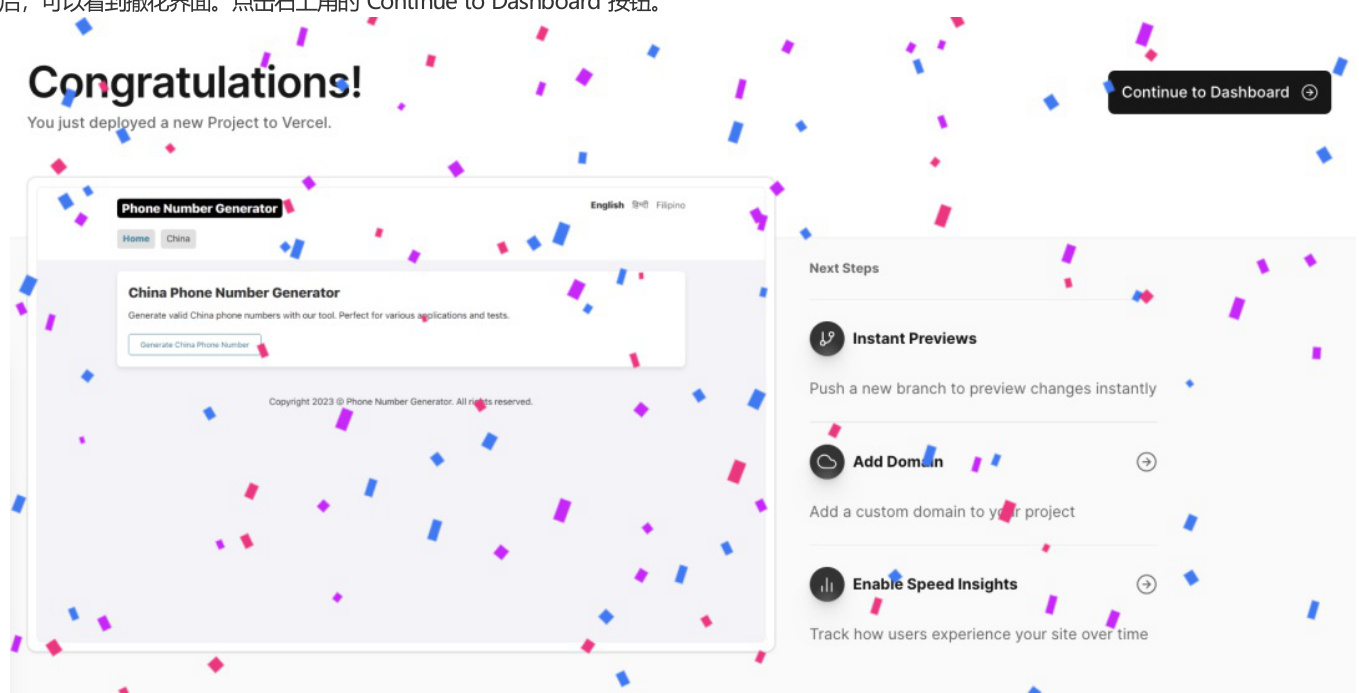 后，可以看到撒花界面。点击右上角的 Continue to Dashboard 按钮。
Congratulations!
You just deployed a new Project to Vercel.
Continue to Dashboard
Phone Number Generator
English हिन्दी Filipino
Home China
China Phone Number Generator
Generate valid China phone numbers with our tool. Perfect for various applications and tests.
Generate China Phone Number
Copyright 2023 © Phone Number Generator. All rights reserved.
Next Steps
Instant Previews
Push a new branch to preview changes instantly
Add Domain
Add a custom domain to your project
Enable Speed Insights
Track how users experience your site over time